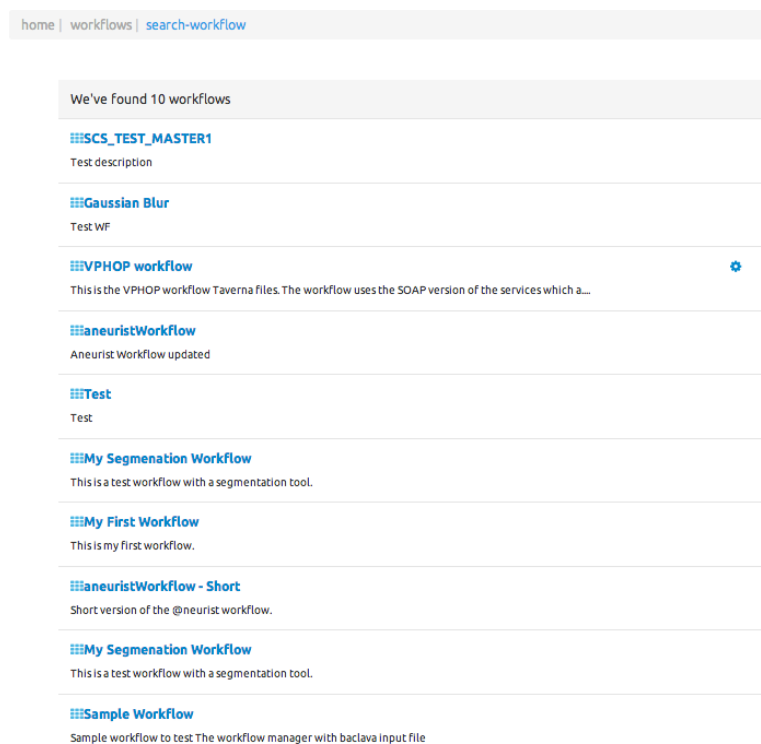 home | workflows | search-workflow
We've found 10 workflows
SCS_TEST_MASTER1
Test description
Gaussian Blur
Test WF
VPHOP workflow
This is the VPHOP workflow Taverna files. The workflow uses the SOAP version of the services which a....
aneuristWorkflow
Aneurist Workflow updated
Test
Test
My Segmenation Workflow
This is a test workflow with a segmentation tool.
My First Workflow
This is my first workflow.
aneuristWorkflow - Short
Short version of the @neurist workflow.
My Segmenation Workflow
This is a test workflow with a segmentation tool.
Sample Workflow
Sample workflow to test The workflow manager with baclava input file